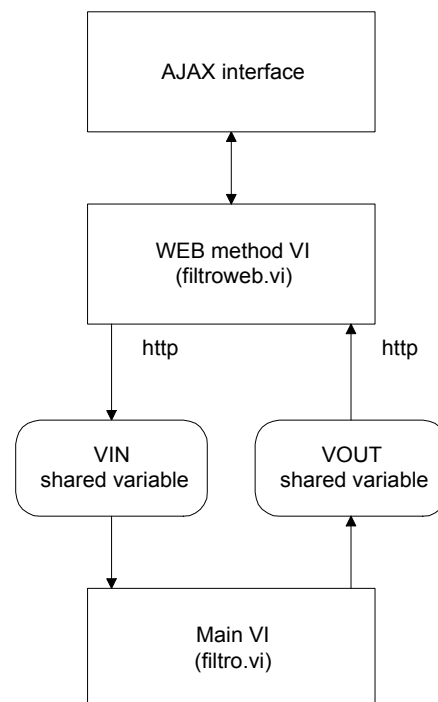 AJAX interface
WEB method VI
(filtroweb.vi)
http
http
VIN
shared variable
VOUT
shared variable
Main VI
(filtro.vi)